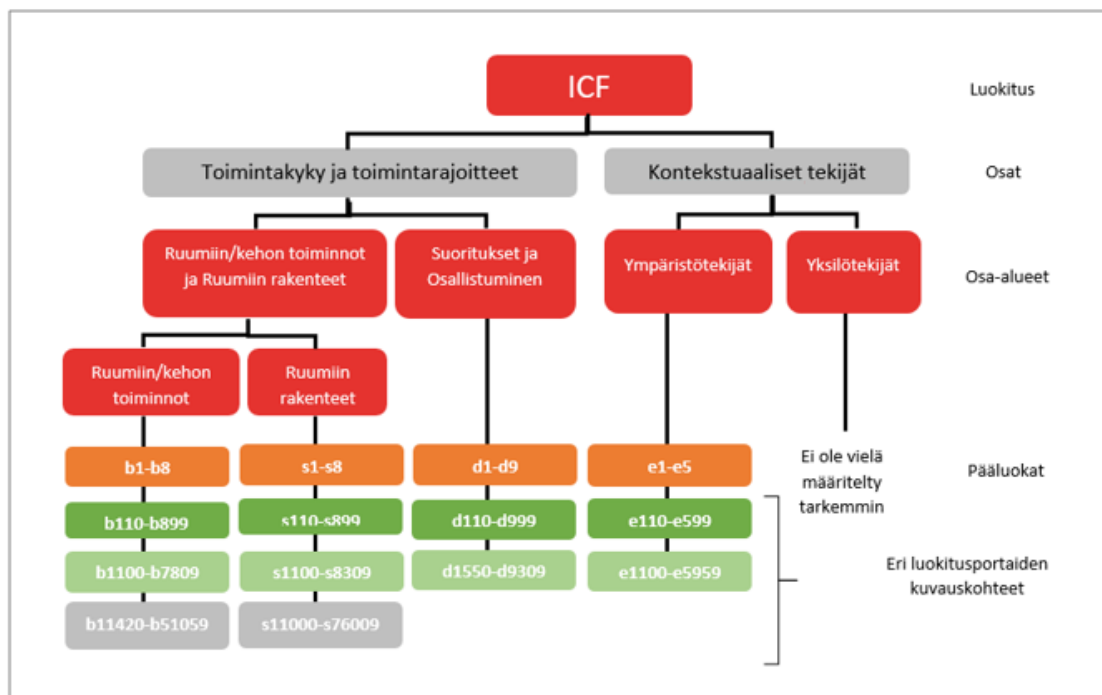 ICF
Luokitus
Toimintakyky ja toimintarajoitteet
Kontekstuaaliset tekijät
Osat
Ruumiin/kehon toiminnot
ja Ruumiin rakenteet
Suoritukset ja
Osallistuminen
Ympäristötekijät
Yksilötekijät
Osa-alueet
Ruumiin/kehon
toiminnot
Ruumiin
rakenteet
b1-b8
s1-s8
d1-d9
e1-e5
Ei ole vielä
määritelty
tarkemmin
Pääluokat
b110-b899
s110-s899
d110-d999
e110-e599
b1100-b7809
s1100-s8309
d1550-d9309
e1100-e5959
Eri luokitusportaiden
kuvauskohteet
b11420-b51059
s11000-s76009